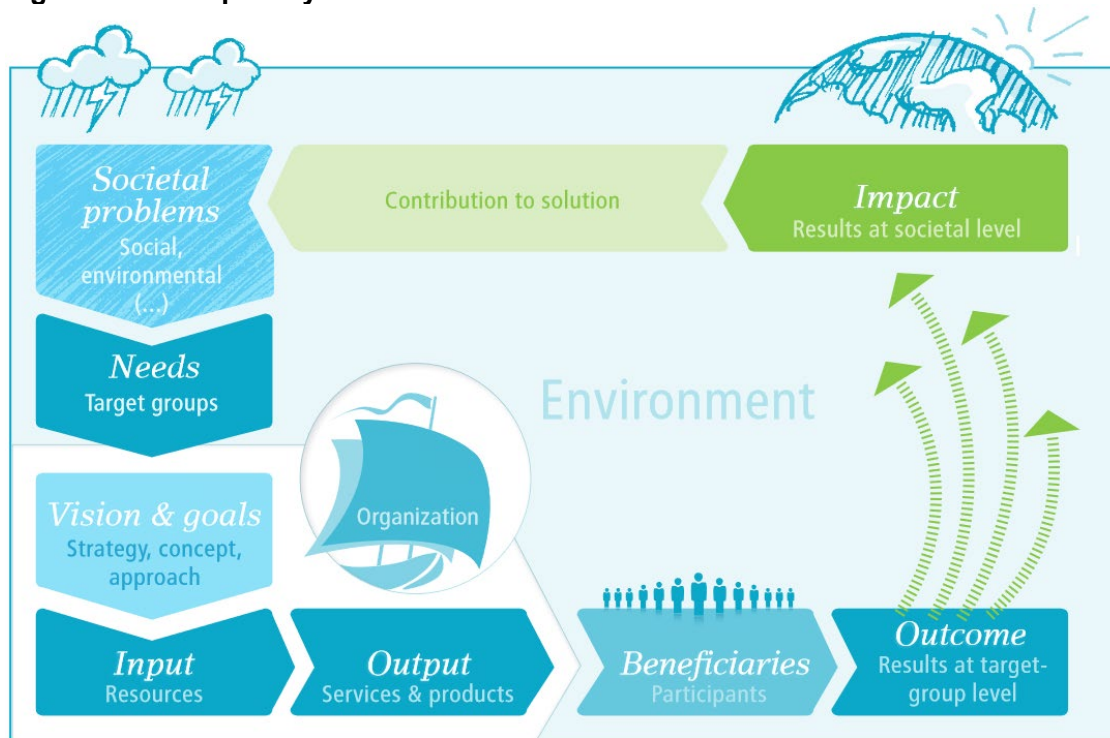 Societal
problems
Social,
environmental
(...)
Contribution to solution
Impact
Results at societal level
Needs
Target groups
Environment
Vision & goals
Strategy, concept,
approach
Organization
Input
Resources
Output
Services & products
Beneficiaries
Participants
Outcome
Results at target-
group level